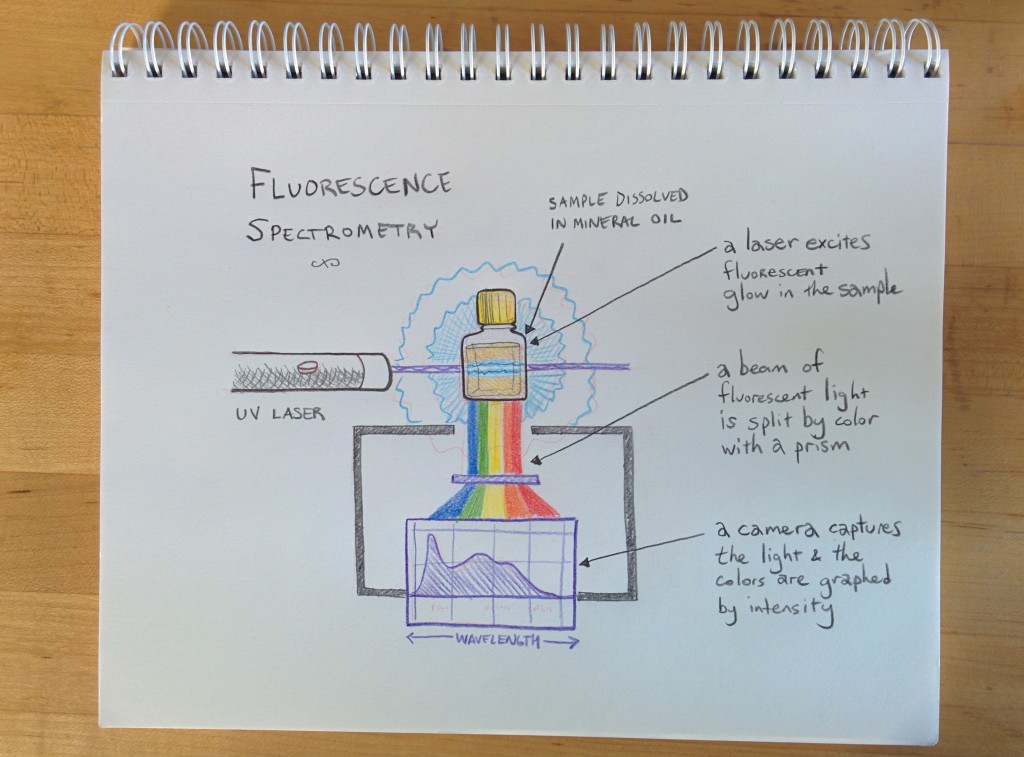 FLUORESCENCE
SPECTROMETRY
SAMPLE DISSOLVED
IN MINERAL OIL
a laser excites
fluorescent
glow in the sample
UV LASER
a beam of
fluorescent light
is split by color
with a prism
a camera captures
the light & the
colors are graphed
by intensity
WAVELENGTH